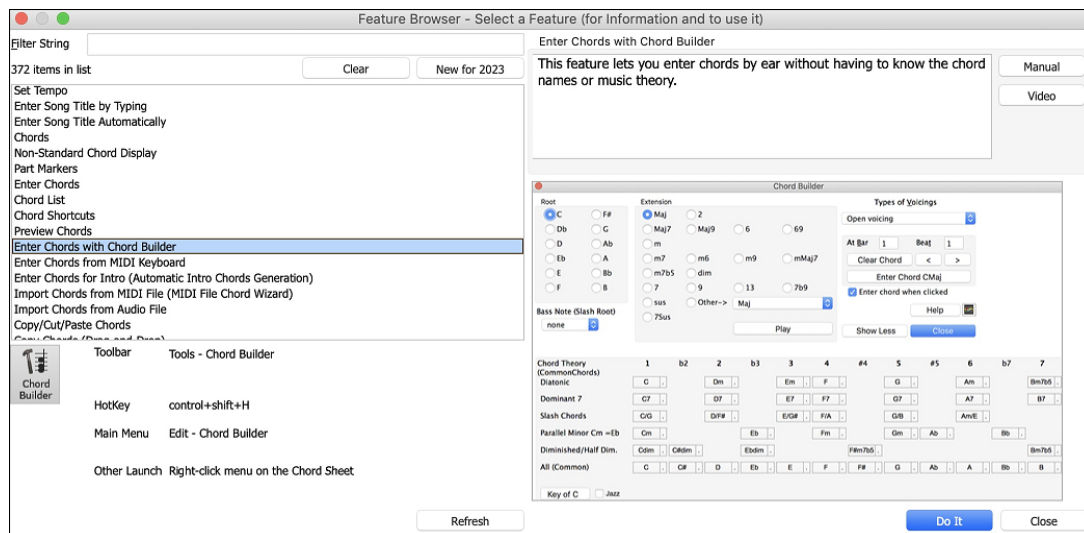 Feature Browser - Select a Feature (for Information and to use it)
Filter String
372 items in list
Clear
New for 2023
Set Tempo
Enter Song Title by Typing
Enter Song Title Automatically
Chords
Non-Standard Chord Display
Part Markers
Enter Chords
Chord List
Chord Shortcuts
Preview Chords
Enter Chords with Chord Builder
Enter Chords from MIDI Keyboard
Enter Chords for Intro (Automatic Intro Chords Generation)
Import Chords from MIDI File (MIDI File Chord Wizard)
Import Chords from Audio File
Copy/Cut/Paste Chords
Chord Builder
Toolbar Tools - Chord Builder
HotKey control+shift+H
Main Menu Edit - Chord Builder
Other Launch Right-click menu on the Chord Sheet
Refresh
Enter Chords with Chord Builder
This feature lets you enter chords by ear without having to know the chord
names or music theory.
Manual
Video
Chord Builder
Root Extension Types of Voicings
C F# Maj 2 Open voicing
Db G Maj7 Maj9 6 69
D Ab m At Bar 1 Beat 1
Eb A m7 m6 m9 mMaj7 Clear Chord < >
E Bb m7b5 dim Enter Chord CMaj
F B 7 9 13 7b9 Enter chord when clicked
sus Other-> Maj Help
Bass Note (Slash Root) 7Sus
none Play Show Less Close
Chord Theory 1 b2 2 b3 3 4 #4 5 #5 6 b7 7
(CommonChords)
Diatonic C Dm Em F G Am Bm7b5
Dominant 7 C7 D7 E7 F7 G7 A7 B7
Slash Chords C/G D/F# E/G# F/A G/B Am/E
Parallel Minor Cm =Eb Cm Eb Fm Gm Ab Bb
Diminished/Half Dim. Cdim C#dim Ebdim F#m7b5 Bm7b5
All (Common) C C# D Eb E F F# G Ab A Bb B
Key of C Jazz
Do It
Close